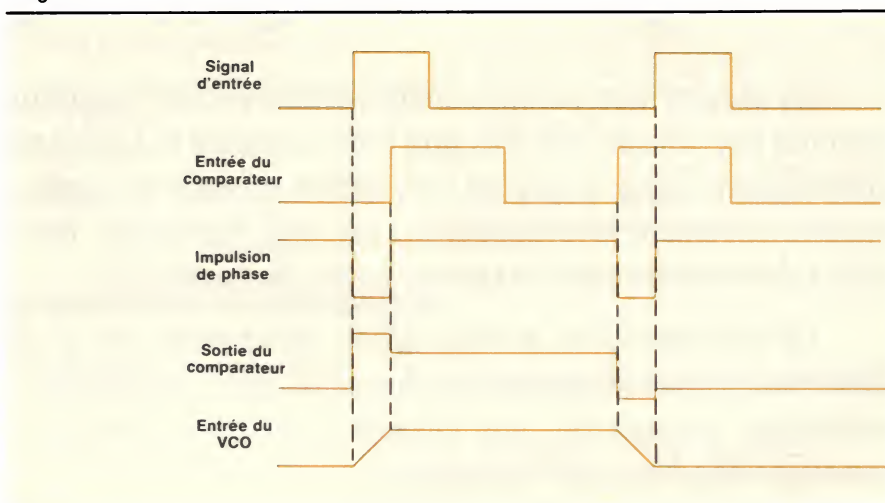 Signal
d'entrée
Entrée du
comparateur
Impulsion
de phase
Sortie du
comparateur
Entrée du
VCO